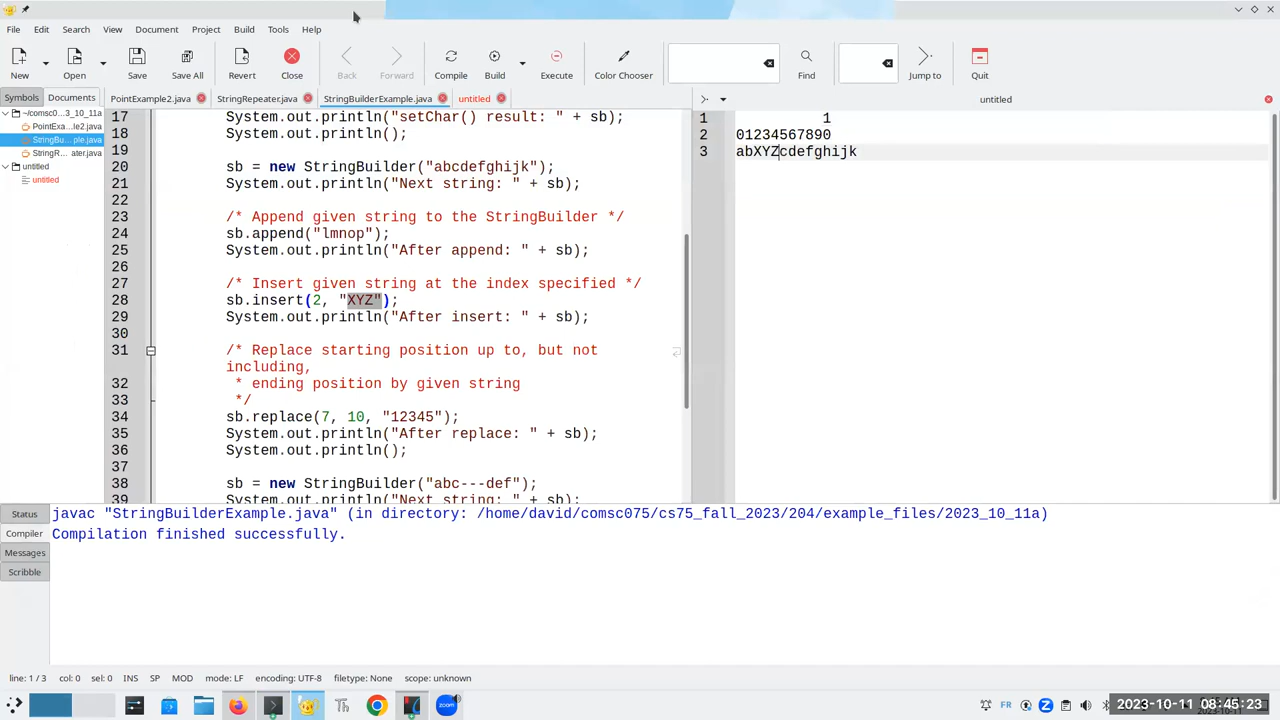 File Edit Search View Document Project Build Tools Help
New Open Save Save All Revert Close Back Forward Compile Build Execute Color Chooser Find Jump to Quit
Symbols Documents PointExample2.java StringRepeater.java StringBuilderExample.java untitled untitled
~/comsc0...3_10_11a
PointEx...le2.java
StringBu... ple.java
StringR... ater.java
untitled
untitled
17 System.out.println("setChar() result: " + sb);
18 System.out.println();
19
20 sb = new StringBuilder("abcdefghijk");
21 System.out.println("Next string: " + sb);
22
23 /* Append given string to the StringBuilder */
24 sb.append("lmnop");
25 System.out.println("After append: " + sb);
26
27 /* Insert given string at the index specified */
28 sb.insert(2, "XYZ");
29 System.out.println("After insert: " + sb);
30
31 /* Replace starting position up to, but not
including,
32 * ending position by given string
33 */
34 sb.replace(7, 10, "12345");
35 System.out.println("After replace: " + sb);
36 System.out.println();
37
38 sb = new StringBuilder("abc---def");
39 System.out.println("Next string: " + sb);
1 1
2 01234567890
3 abXYZcdefghijk
Status
Compiler
Messages
Scribble
javac "StringBuilderExample.java" (in directory: /home/david/comsc075/cs75_fall_2023/204/example_files/2023_10_11a)
Compilation finished successfully.
line: 1 / 3 col: 0 sel: 0 INS SP MOD mode: LF encoding: UTF-8 scope: unknown
Th zoom FR 2023-10-11 08:45:23